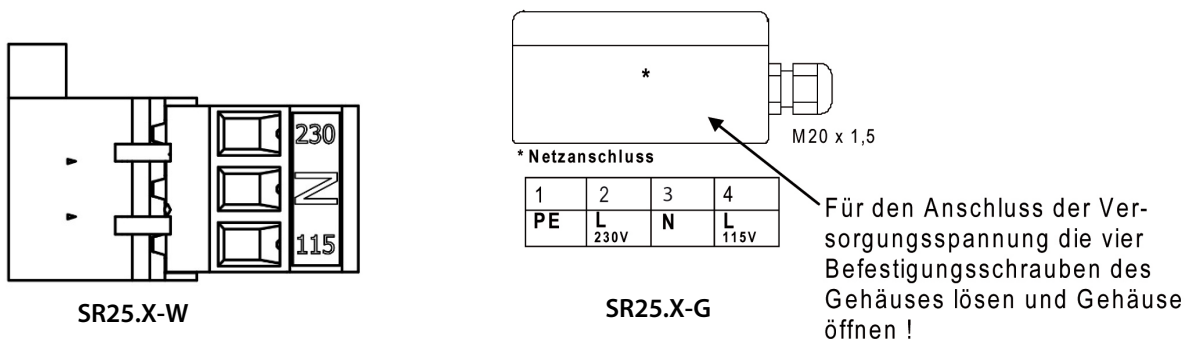 230
N
115
SR25.X-W
*
M20 x 1,5
* Netzanschluss
1 2 3 4
PE L N L
230V 115V
SR25.X-G
Für den Anschluss der Ver-
sorgungsspannung die vier
Befestigungsschrauben des
Gehäuses lösen und Gehäuse
öffnen !